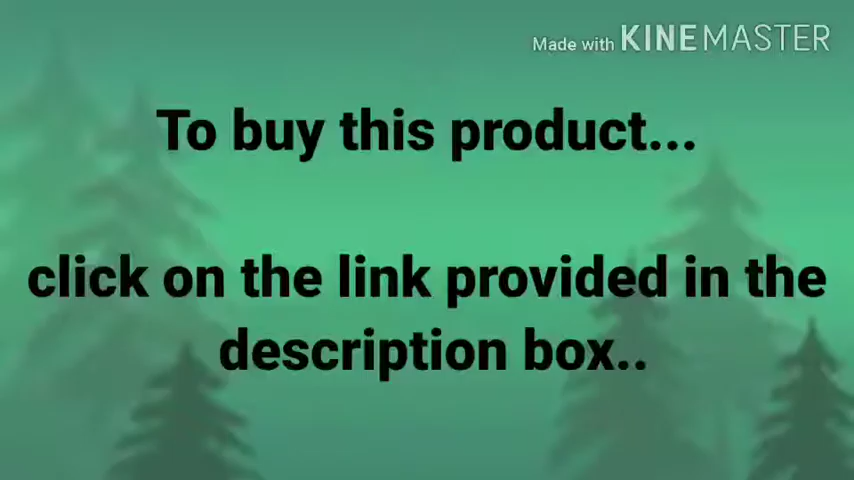 Made with KINEMASTER
To buy this product...
click on the link provided in the
description box..